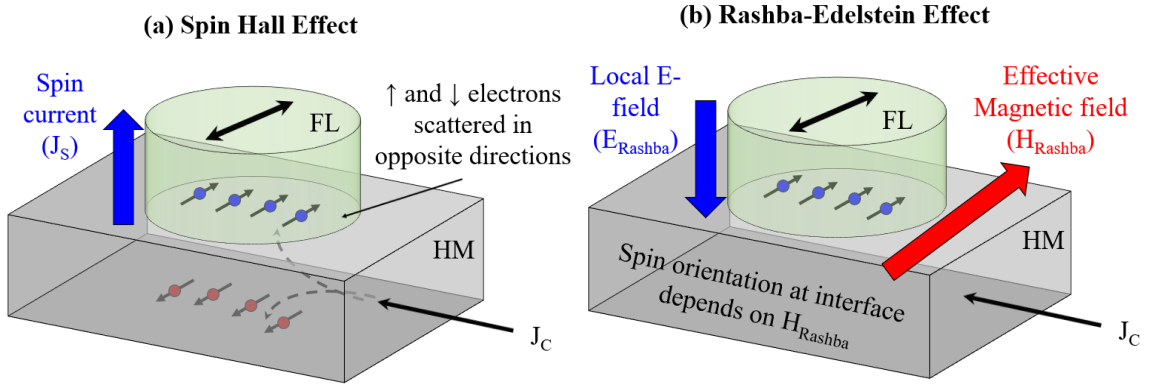 (a) Spin Hall Effect
Spin
current
(J_S)
FL
↑ and ↓ electrons
scattered in
opposite directions
HM
J_C
(b) Rashba-Edelstein Effect
Local E-
field
(E_Rashba)
FL
Effective
Magnetic field
(H_Rashba)
HM
Spin orientation at interface
depends on H_Rashba
J_C